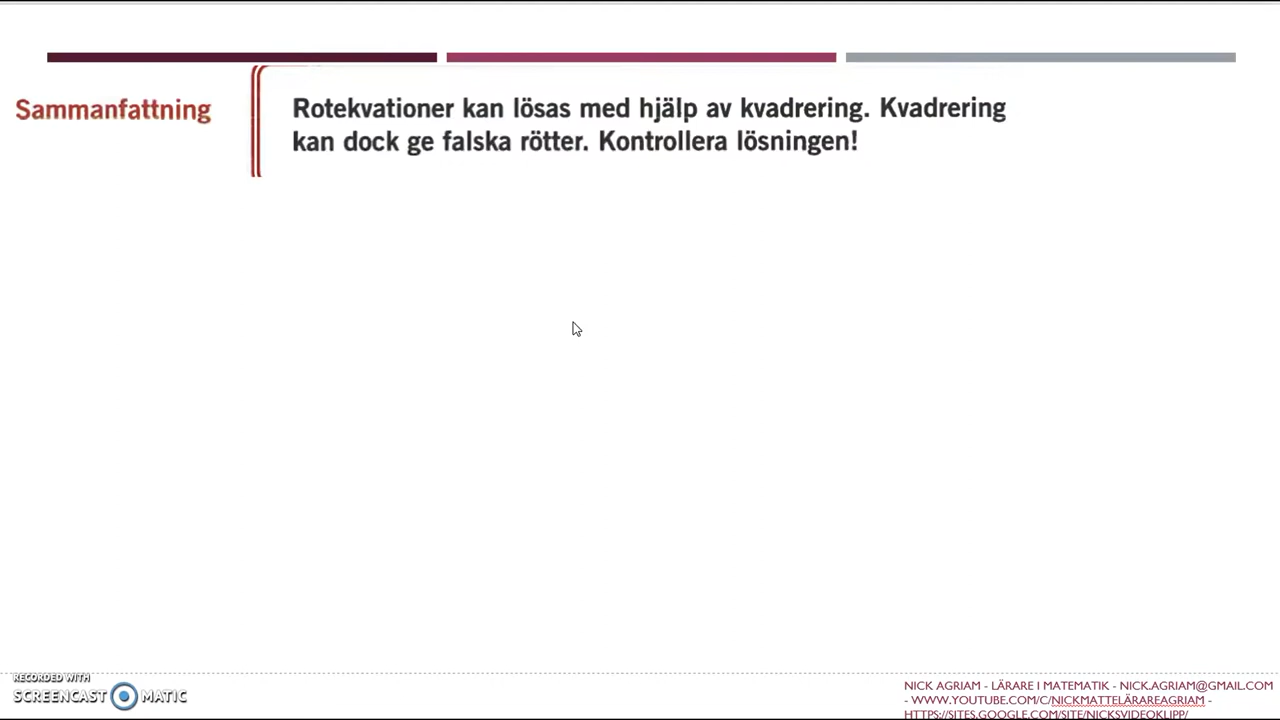 Sammanfattning
Rotekvationer kan lösas med hjälp av kvadrering. Kvadrering
kan dock ge falska rötter. Kontrollera lösningen!
RECORDED WITH
SCREENCAST MATIC
NICK AGRIAM - LÄRARE I MATEMATIK - NICK.AGRIAM@GMAIL.COM
- WWW.YOUTUBE.COM/C/NICKMATTELÄRAREAGRIAM -
HTTPS://SITES.GOOGLE.COM/SITE/NICKSVIDEOKLIPP/